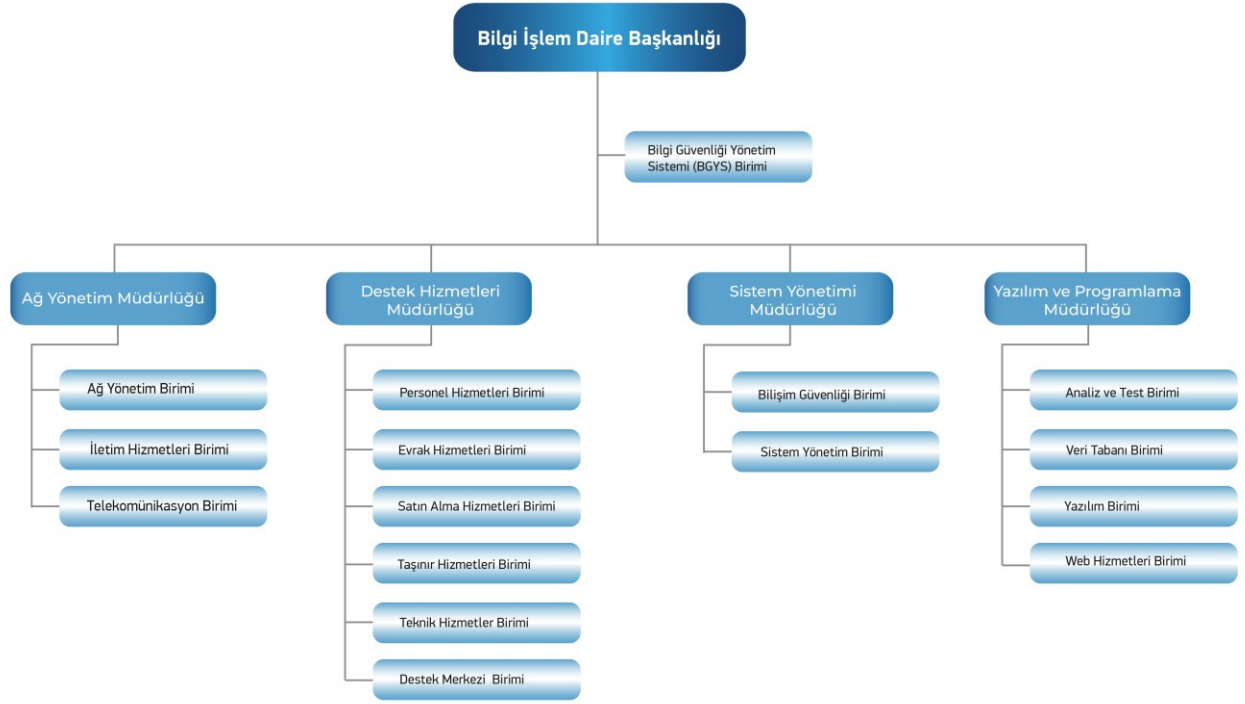 Bilgi İşlem Daire Başkanlığı
Bilgi Güvenliği Yönetim
Sistemi (BGYS) Birimi
Ağ Yönetim Müdürlüğü
Ağ Yönetim Birimi
İletim Hizmetleri Birimi
Telekomünikasyon Birimi
Destek Hizmetleri
Müdürlüğü
Personel Hizmetleri Birimi
Evrak Hizmetleri Birimi
Satın Alma Hizmetleri Birimi
Taşınır Hizmetleri Birimi
Teknik Hizmetler Birimi
Destek Merkezi Birimi
Sistem Yönetimi
Müdürlüğü
Bilişim Güvenliği Birimi
Sistem Yönetim Birimi
Yazılım ve Programlama
Müdürlüğü
Analiz ve Test Birimi
Veri Tabanı Birimi
Yazılım Birimi
Web Hizmetleri Birimi